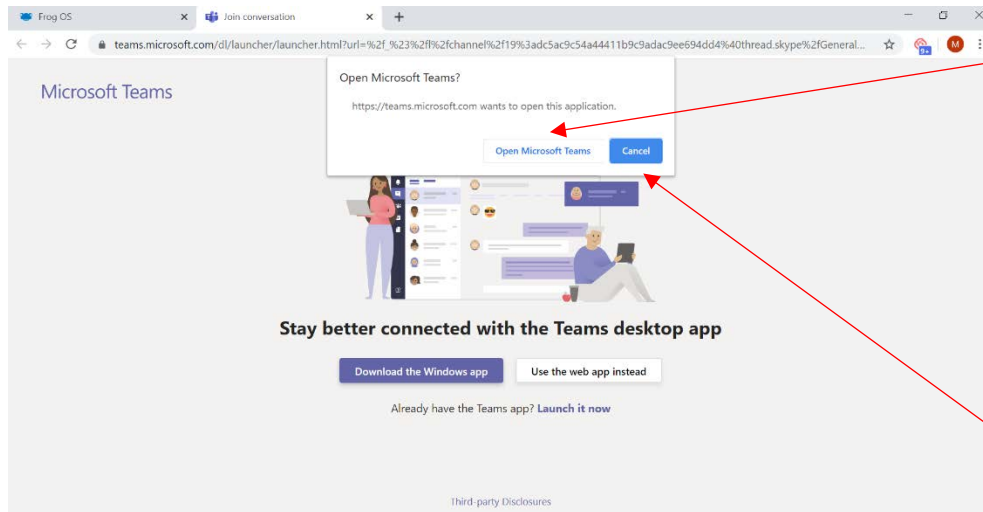 Frog OS
Join conversation
teams.microsoft.com/dl/launcher/launcher.html?url=%2f_%23%2fl%2fchannel%2f19%3adc5ac9c54a44411b9c9adac9ee694dd4%40thread.skype%2fGeneral...
9+
M
Microsoft Teams
Open Microsoft Teams?
https://teams.microsoft.com wants to open this application.
Open Microsoft Teams
Cancel
Stay better connected with the Teams desktop app
Download the Windows app
Use the web app instead
Already have the Teams app? Launch it now
Third-party Disclosures